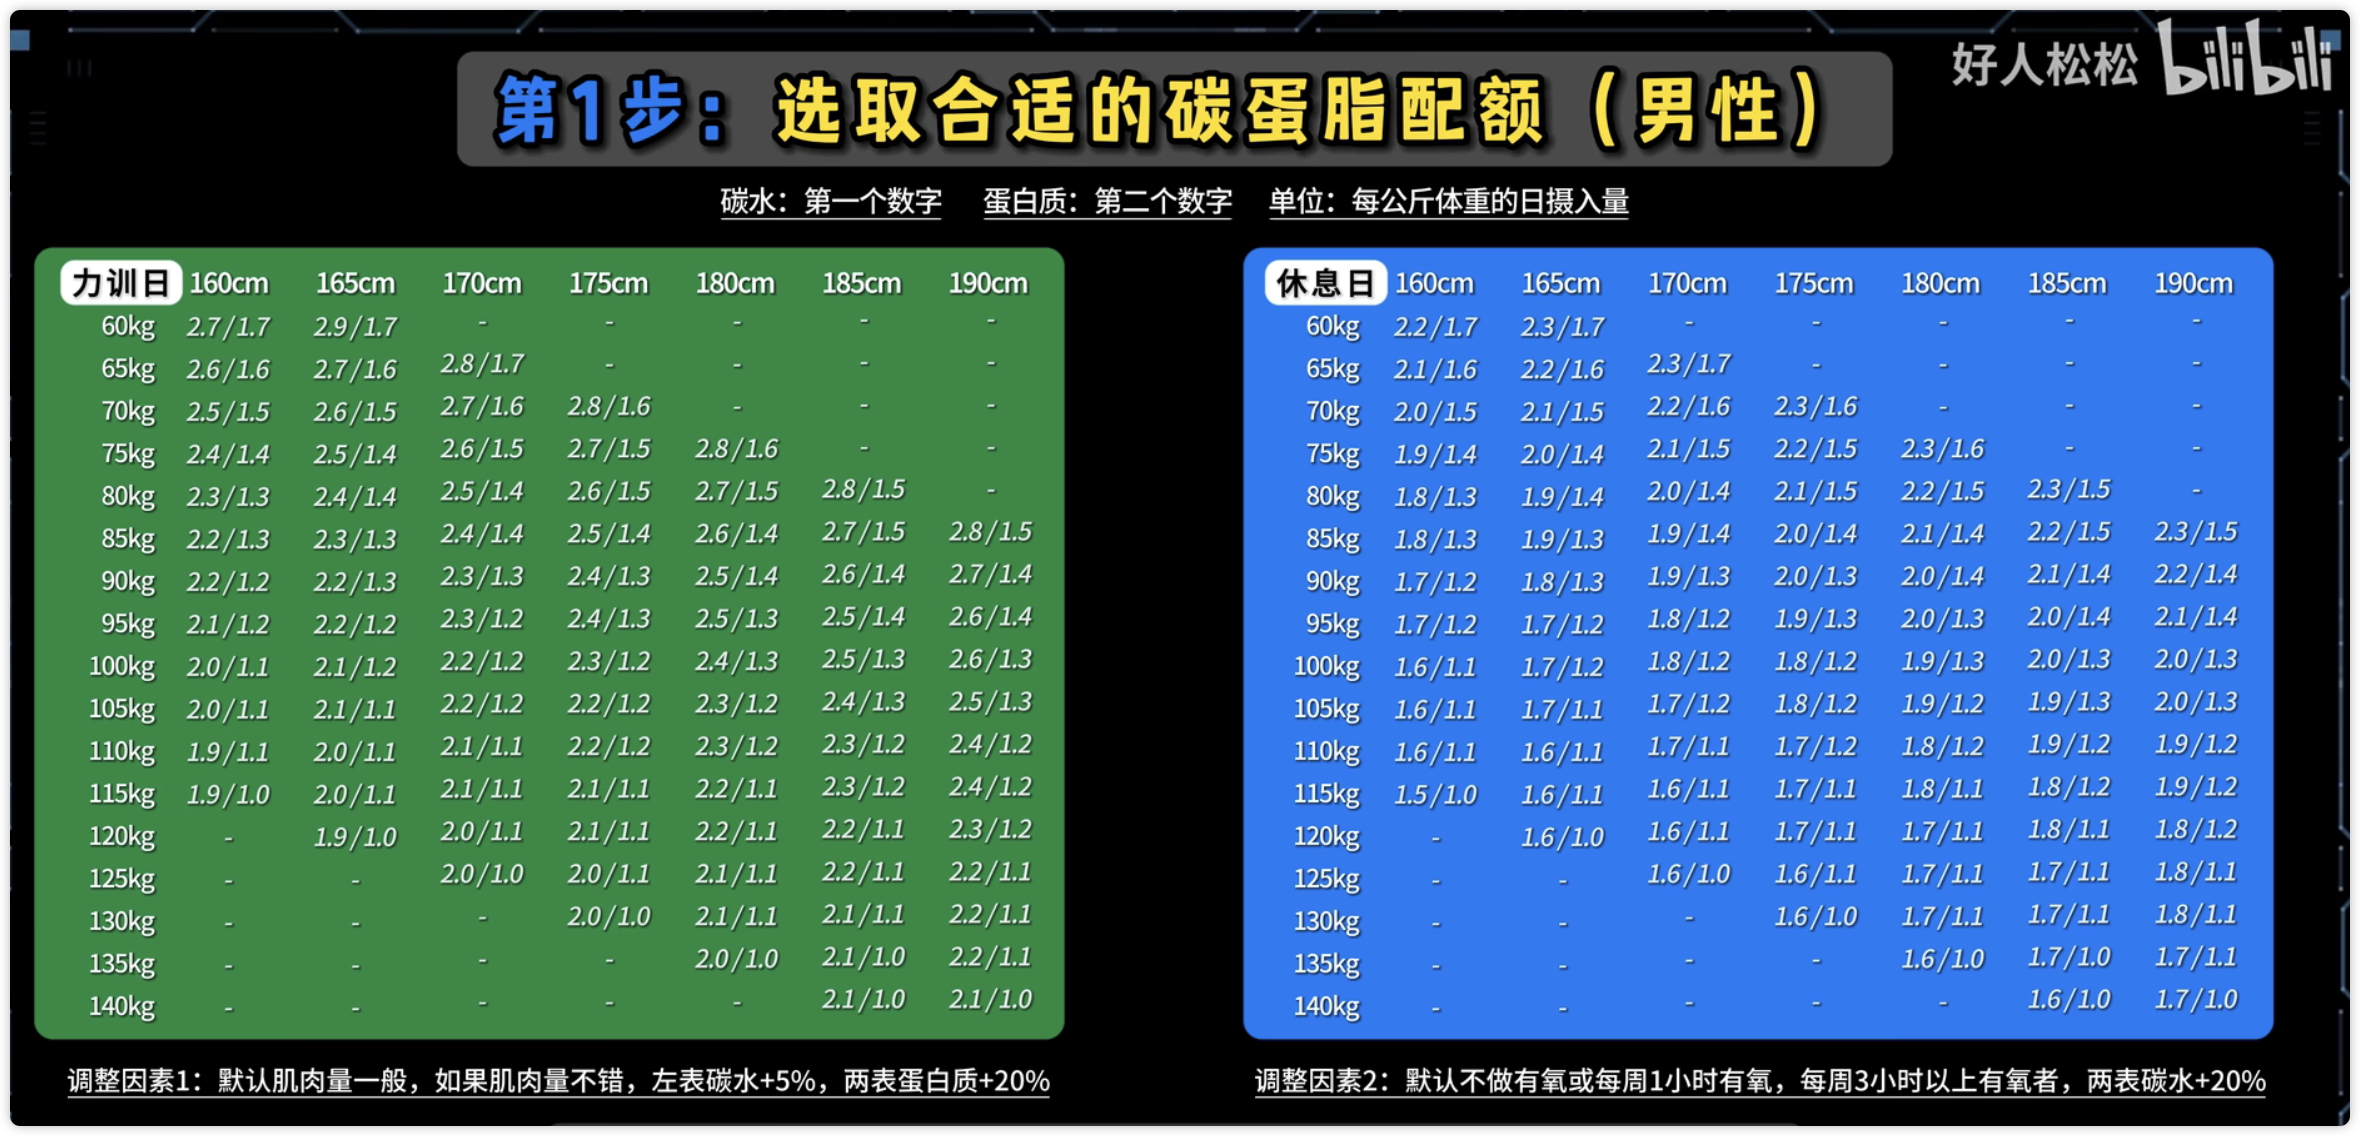 好人松松 bilibili
第1步：选取合适的碳蛋脂配额（男性）
碳水：第一个数字 蛋白质：第二个数字 单位：每公斤体重的日摄入量
力训日 160cm 165cm 170cm 175cm 180cm 185cm 190cm
60kg 2.7/1.7 2.9/1.7 - - - - -
65kg 2.6/1.6 2.7/1.6 2.8/1.7 - - - -
70kg 2.5/1.5 2.6/1.5 2.7/1.6 2.8/1.6 - - -
75kg 2.4/1.4 2.5/1.4 2.6/1.5 2.7/1.5 2.8/1.6 - -
80kg 2.3/1.3 2.4/1.4 2.5/1.4 2.6/1.5 2.7/1.5 2.8/1.5 -
85kg 2.2/1.3 2.3/1.3 2.4/1.4 2.5/1.4 2.6/1.4 2.7/1.5 2.8/1.5
90kg 2.2/1.2 2.2/1.3 2.3/1.3 2.4/1.3 2.5/1.4 2.6/1.4 2.7/1.4
95kg 2.1/1.2 2.2/1.2 2.3/1.2 2.4/1.3 2.5/1.3 2.5/1.4 2.6/1.4
100kg 2.0/1.1 2.1/1.2 2.2/1.2 2.3/1.2 2.4/1.3 2.5/1.3 2.6/1.3
105kg 2.0/1.1 2.1/1.1 2.2/1.2 2.2/1.2 2.3/1.2 2.4/1.3 2.5/1.3
110kg 1.9/1.1 2.0/1.1 2.1/1.1 2.2/1.2 2.3/1.2 2.3/1.2 2.4/1.2
115kg 1.9/1.0 2.0/1.1 2.1/1.1 2.1/1.1 2.2/1.1 2.3/1.2 2.4/1.2
120kg - 1.9/1.0 2.0/1.1 2.1/1.1 2.2/1.1 2.2/1.1 2.3/1.2
125kg - - 2.0/1.0 2.0/1.1 2.1/1.1 2.2/1.1 2.2/1.1
130kg - - - 2.0/1.0 2.1/1.1 2.1/1.1 2.2/1.1
135kg - - - - 2.0/1.0 2.1/1.0 2.2/1.1
140kg - - - - - 2.1/1.0 2.1/1.0
调整因素1：默认肌肉量一般，如果肌肉量不错，左表碳水+5%，两表蛋白质+20%
休息日 160cm 165cm 170cm 175cm 180cm 185cm 190cm
60kg 2.2/1.7 2.3/1.7 - - - - -
65kg 2.1/1.6 2.2/1.6 2.3/1.7 - - - -
70kg 2.0/1.5 2.1/1.5 2.2/1.6 2.3/1.6 - - -
75kg 1.9/1.4 2.0/1.4 2.1/1.5 2.2/1.5 2.3/1.6 - -
80kg 1.8/1.3 1.9/1.4 2.0/1.4 2.1/1.5 2.2/1.5 2.3/1.5 -
85kg 1.8/1.3 1.9/1.3 1.9/1.4 2.0/1.4 2.1/1.4 2.2/1.5 2.3/1.5
90kg 1.7/1.2 1.8/1.3 1.9/1.3 2.0/1.3 2.0/1.4 2.1/1.4 2.2/1.4
95kg 1.7/1.2 1.7/1.2 1.8/1.2 1.9/1.3 2.0/1.3 2.0/1.4 2.1/1.4
100kg 1.6/1.1 1.7/1.2 1.8/1.2 1.8/1.2 1.9/1.3 2.0/1.3 2.0/1.3
105kg 1.6/1.1 1.7/1.1 1.7/1.2 1.8/1.2 1.9/1.2 1.9/1.3 2.0/1.3
110kg 1.6/1.1 1.6/1.1 1.7/1.1 1.7/1.2 1.8/1.2 1.9/1.2 1.9/1.2
115kg 1.5/1.0 1.6/1.1 1.6/1.1 1.7/1.1 1.8/1.1 1.8/1.2 1.9/1.2
120kg - 1.6/1.0 1.6/1.1 1.7/1.1 1.7/1.1 1.8/1.1 1.8/1.2
125kg - - 1.6/1.0 1.6/1.1 1.7/1.1 1.7/1.1 1.8/1.1
130kg - - - 1.6/1.0 1.7/1.1 1.7/1.1 1.8/1.1
135kg - - - - 1.6/1.0 1.7/1.0 1.7/1.1
140kg - - - - - 1.6/1.0 1.7/1.0
调整因素2：默认不做有氧或每周1小时有氧，每周3小时以上有氧者，两表碳水+20%